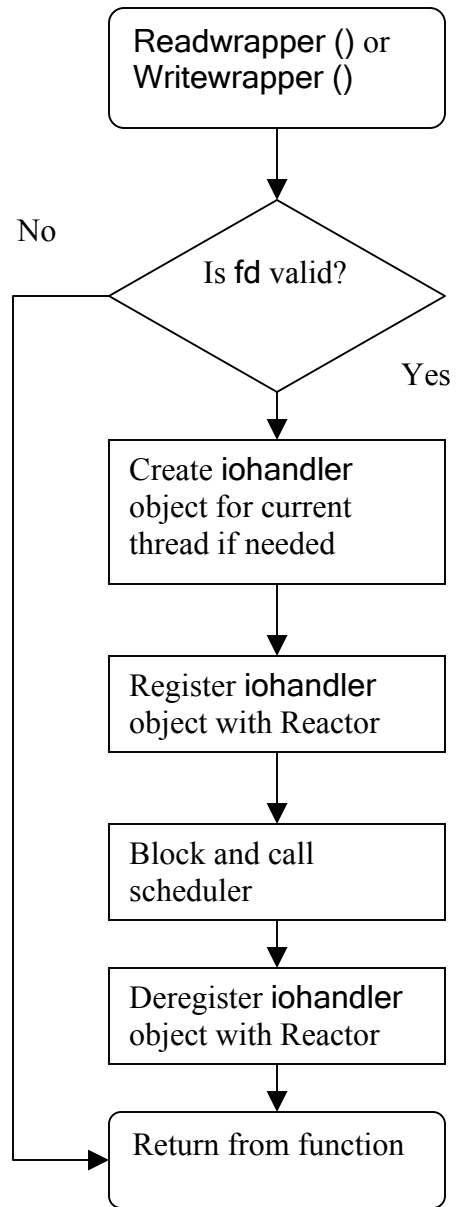 Readwrapper () or
Writewrapper ()
No
Is fd valid?
Yes
Create iohandler
object for current
thread if needed
Register iohandler
object with Reactor
Block and call
scheduler
Deregister iohandler
object with Reactor
Return from function